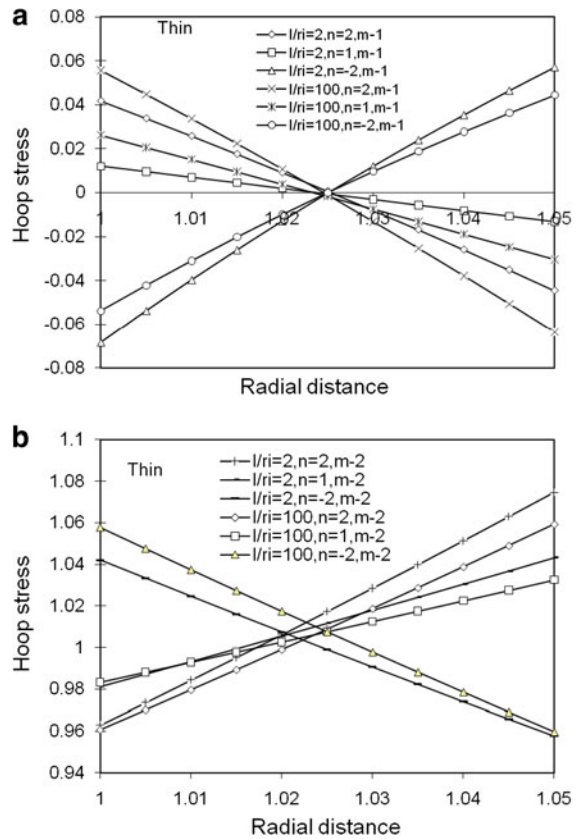 a
Thin
l/ri=2,n=2,m-1
l/ri=2,n=1,m-1
l/ri=2,n=-2,m-1
l/ri=100,n=2,m-1
l/ri=100,n=1,m-1
l/ri=100,n=-2,m-1
0.08
0.06
0.04
0.02
0
-0.02
-0.04
-0.06
-0.08
Hoop stress
1 1.01 1.02 1.03 1.04 1.05
Radial distance
b
Thin
l/ri=2,n=2,m-2
l/ri=2,n=1,m-2
l/ri=2,n=-2,m-2
l/ri=100,n=2,m-2
l/ri=100,n=1,m-2
l/ri=100,n=-2,m-2
1.1
1.08
1.06
1.04
1.02
1
0.98
0.96
0.94
Hoop stress
1 1.01 1.02 1.03 1.04 1.05
Radial distance